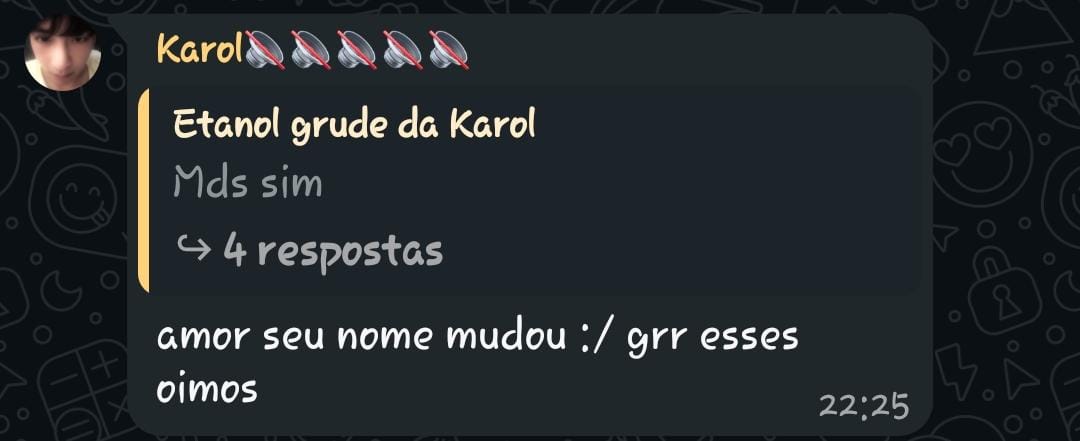 Karol🔇🔇🔇🔇🔇
Etanol grude da Karol
Mds sim
↪ 4 respostas
amor seu nome mudou :/ grr esses
oimos
22:25